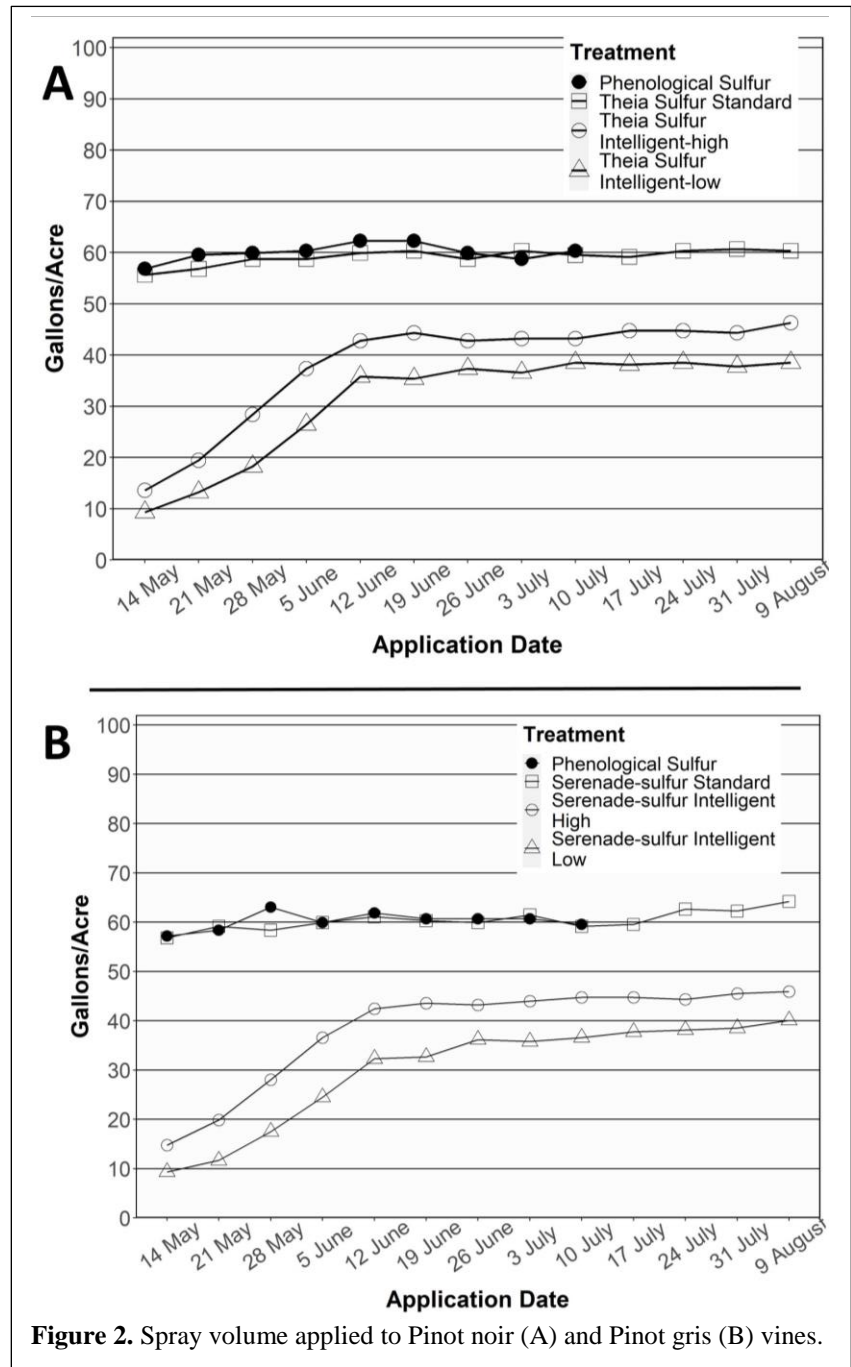 A
Treatment
Phenological Sulfur
Theia Sulfur Standard
Theia Sulfur
Intelligent-high
Theia Sulfur
Intelligent-low
100
90
80
70
60
50
40
30
20
10
0
Gallons/Acre
14 May
21 May
28 May
5 June
12 June
19 June
26 June
3 July
10 July
17 July
24 July
31 July
9 August
Application Date
B
Treatment
Phenological Sulfur
Serenade-sulfur Standard
Serenade-sulfur Intelligent
High
Serenade-sulfur Intelligent
Low
100
90
80
70
60
50
40
30
20
10
0
Gallons/Acre
14 May
21 May
28 May
5 June
12 June
19 June
26 June
3 July
10 July
17 July
24 July
31 July
9 August
Application Date
Figure 2. Spray volume applied to Pinot noir (A) and Pinot gris (B) vines.